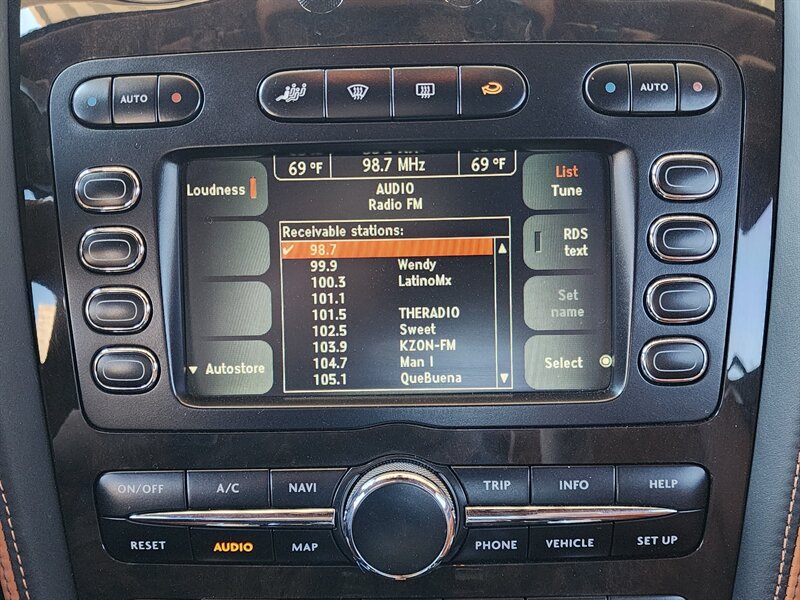 AUTO
AUTO
69 °F 98.7 MHz 69 °F
AUDIO
Radio FM
Loudness
List
Tune
Receivable stations:
98.7
99.9 Wendy
100.3 LatinoMx
101.1
101.5 THERADIO
102.5 Sweet
103.9 KZON-FM
104.7 Man I
105.1 QueBuena
RDS
text
Set
name
Autostore
Select
ON/OFF A/C NAVI TRIP INFO HELP
RESET AUDIO MAP PHONE VEHICLE SET UP